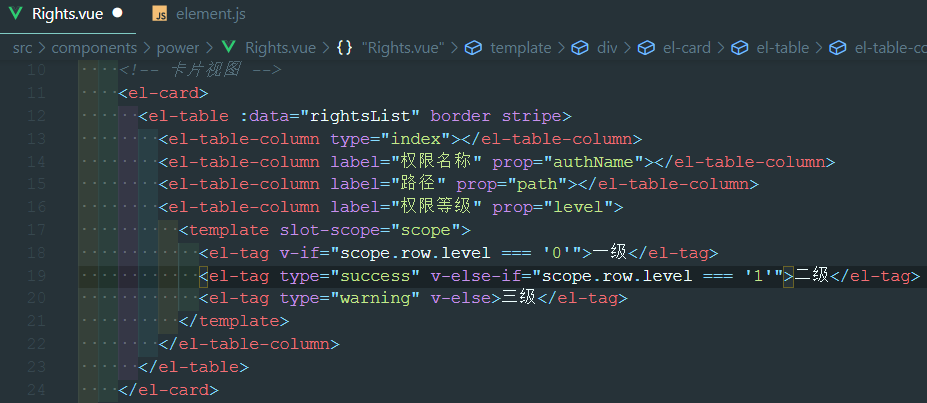 Rights.vue ● JS element.js
src > components > power > Rights.vue > {} "Rights.vue" > template > div > el-card > el-table > el-table-co
10 <!-- 卡片视图 -->
11 <el-card>
12 <el-table :data="rightsList" border stripe>
13 <el-table-column type="index"></el-table-column>
14 <el-table-column label="权限名称" prop="authName"></el-table-column>
15 <el-table-column label="路径" prop="path"></el-table-column>
16 <el-table-column label="权限等级" prop="level">
17 <template slot-scope="scope">
18 <el-tag v-if="scope.row.level === '0'">一级</el-tag>
19 <el-tag type="success" v-else-if="scope.row.level === '1'">二级</el-tag>
20 <el-tag type="warning" v-else>三级</el-tag>
21 </template>
22 </el-table-column>
23 </el-table>
24 </el-card>